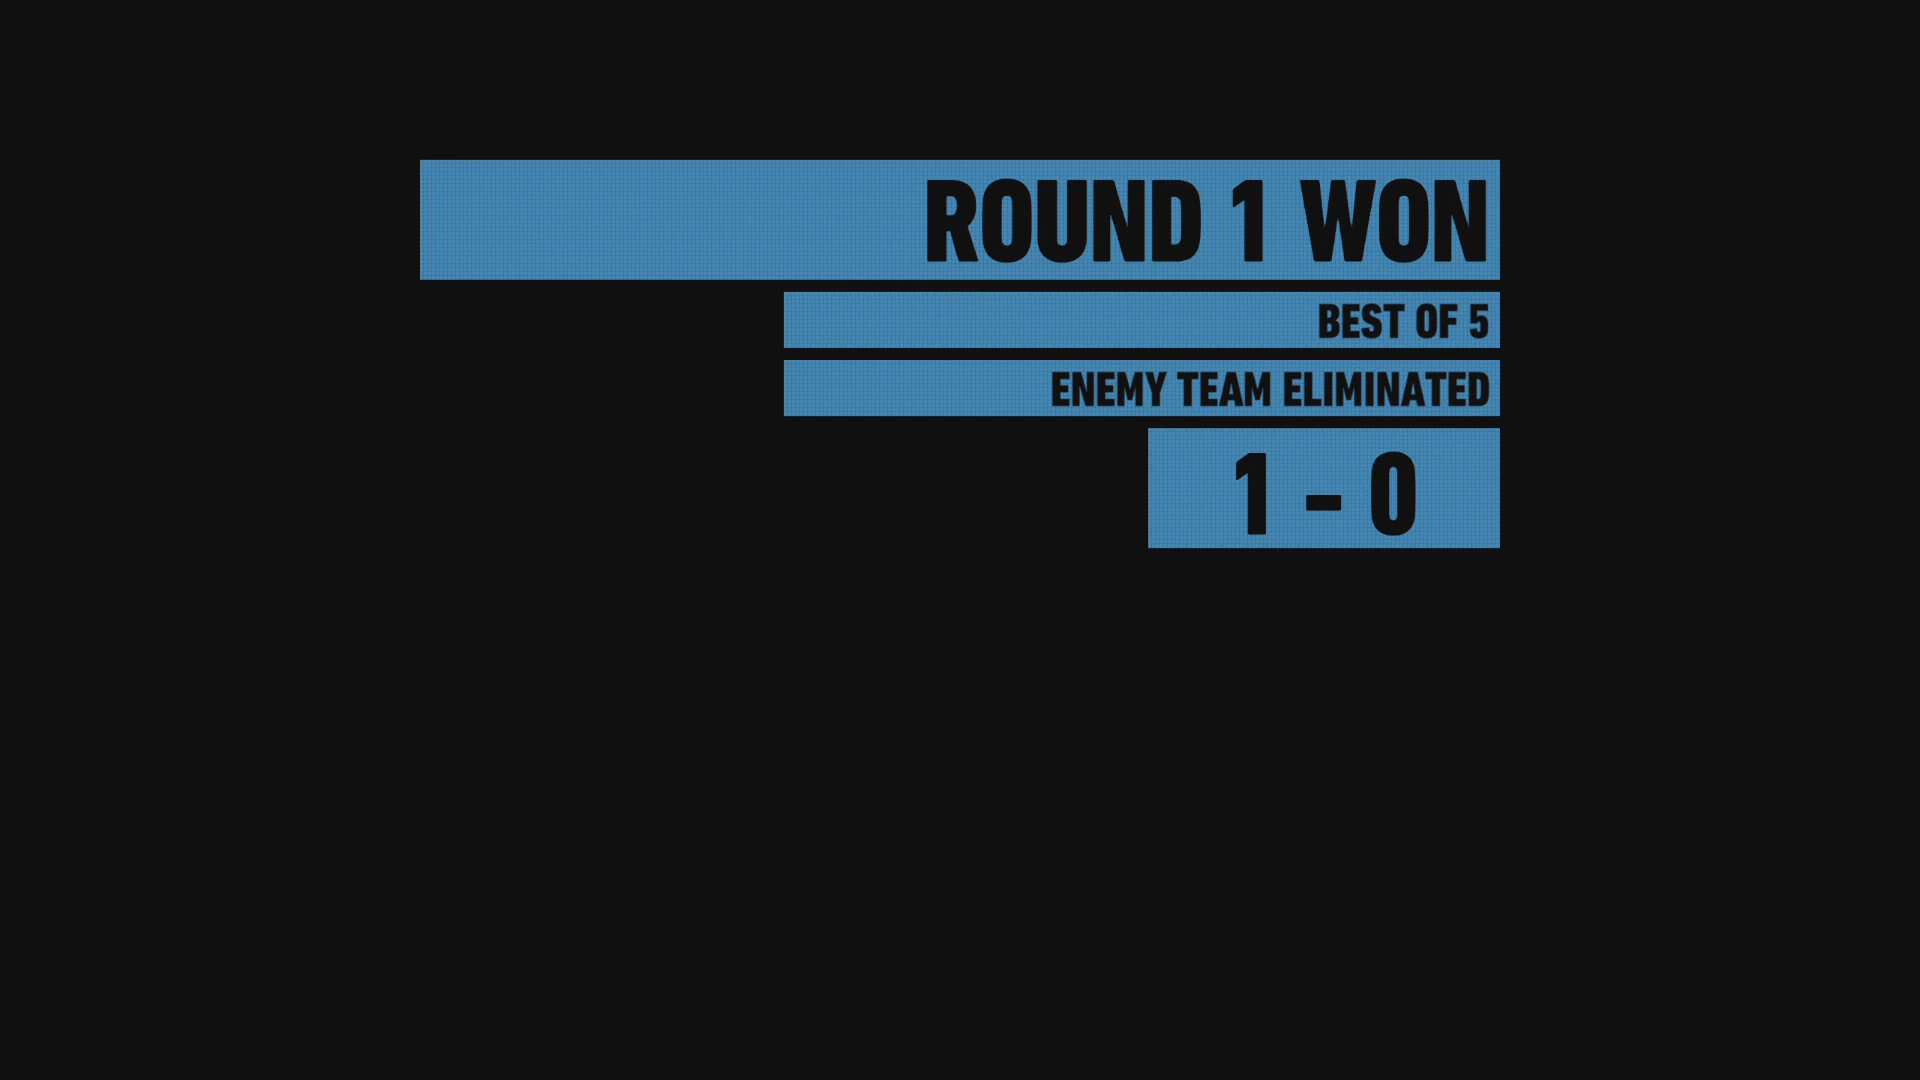 ROUND 1 WON
BEST OF 5
ENEMY TEAM ELIMINATED
1 - 0